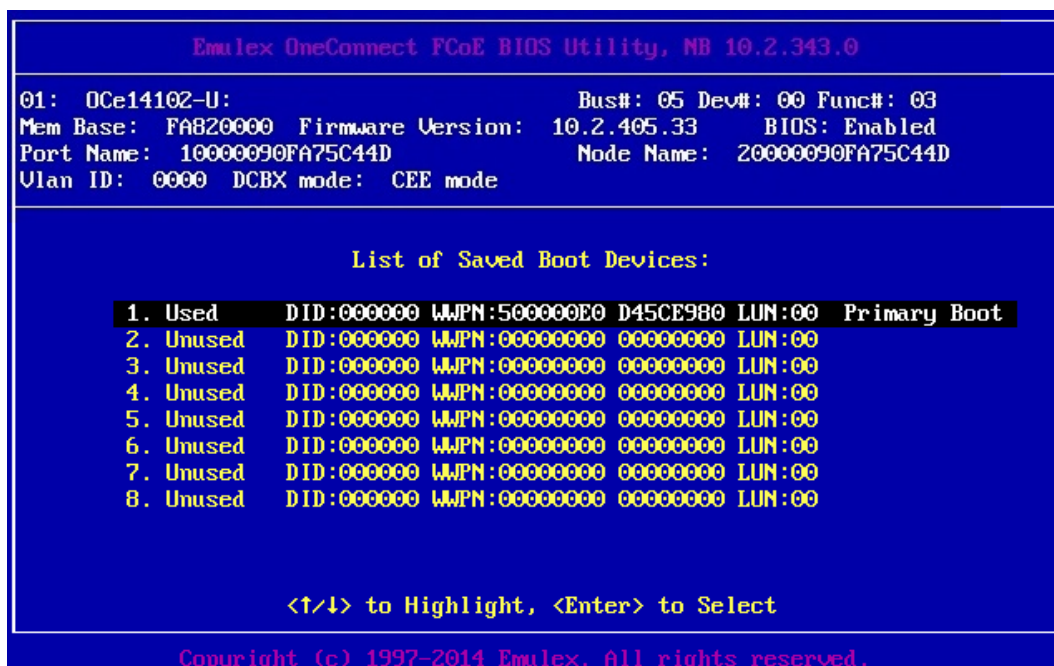 Emulex OneConnect FCoE BIOS Utility, NB 10.2.343.0
01: OCe14102-U: Bus#: 05 Dev#: 00 Func#: 03
Mem Base: FA820000 Firmware Version: 10.2.405.33 BIOS: Enabled
Port Name: 10000090FA75C44D Node Name: 20000090FA75C44D
Vlan ID: 0000 DCBX mode: CEE mode
List of Saved Boot Devices:
1. Used DID:000000 WWPN:500000E0 D45CE980 LUN:00 Primary Boot
2. Unused DID:000000 WWPN:00000000 00000000 LUN:00
3. Unused DID:000000 WWPN:00000000 00000000 LUN:00
4. Unused DID:000000 WWPN:00000000 00000000 LUN:00
5. Unused DID:000000 WWPN:00000000 00000000 LUN:00
6. Unused DID:000000 WWPN:00000000 00000000 LUN:00
7. Unused DID:000000 WWPN:00000000 00000000 LUN:00
8. Unused DID:000000 WWPN:00000000 00000000 LUN:00
<↑/↓> to Highlight, <Enter> to Select
Copyright (c) 1997-2014 Emulex. All rights reserved.